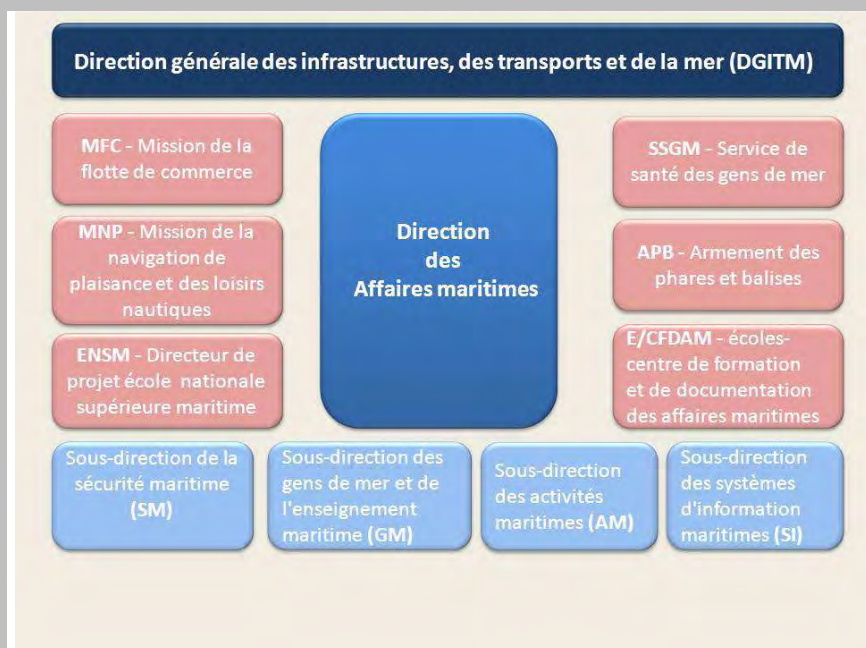 Direction générale des infrastructures, des transports et de la mer (DGITM)
MFC - Mission de la
flotte de commerce
MNP - Mission de la
navigation de
plaisance et des loisirs
nautiques
ENSM - Directeur de
projet école nationale
supérieure maritime
Direction
des
Affaires maritimes
SSGM - Service de
santé des gens de mer
APB - Armement des
phares et balises
E/CFDAM - écoles-
centre de formation
et de documentation
des affaires maritimes
Sous-direction de la
sécurité maritime
(SM)
Sous-direction des
gens de mer et de
l'enseignement
maritime (GM)
Sous-direction
des activités
maritimes (AM)
Sous-direction
des systèmes
d'information
maritimes (SI)